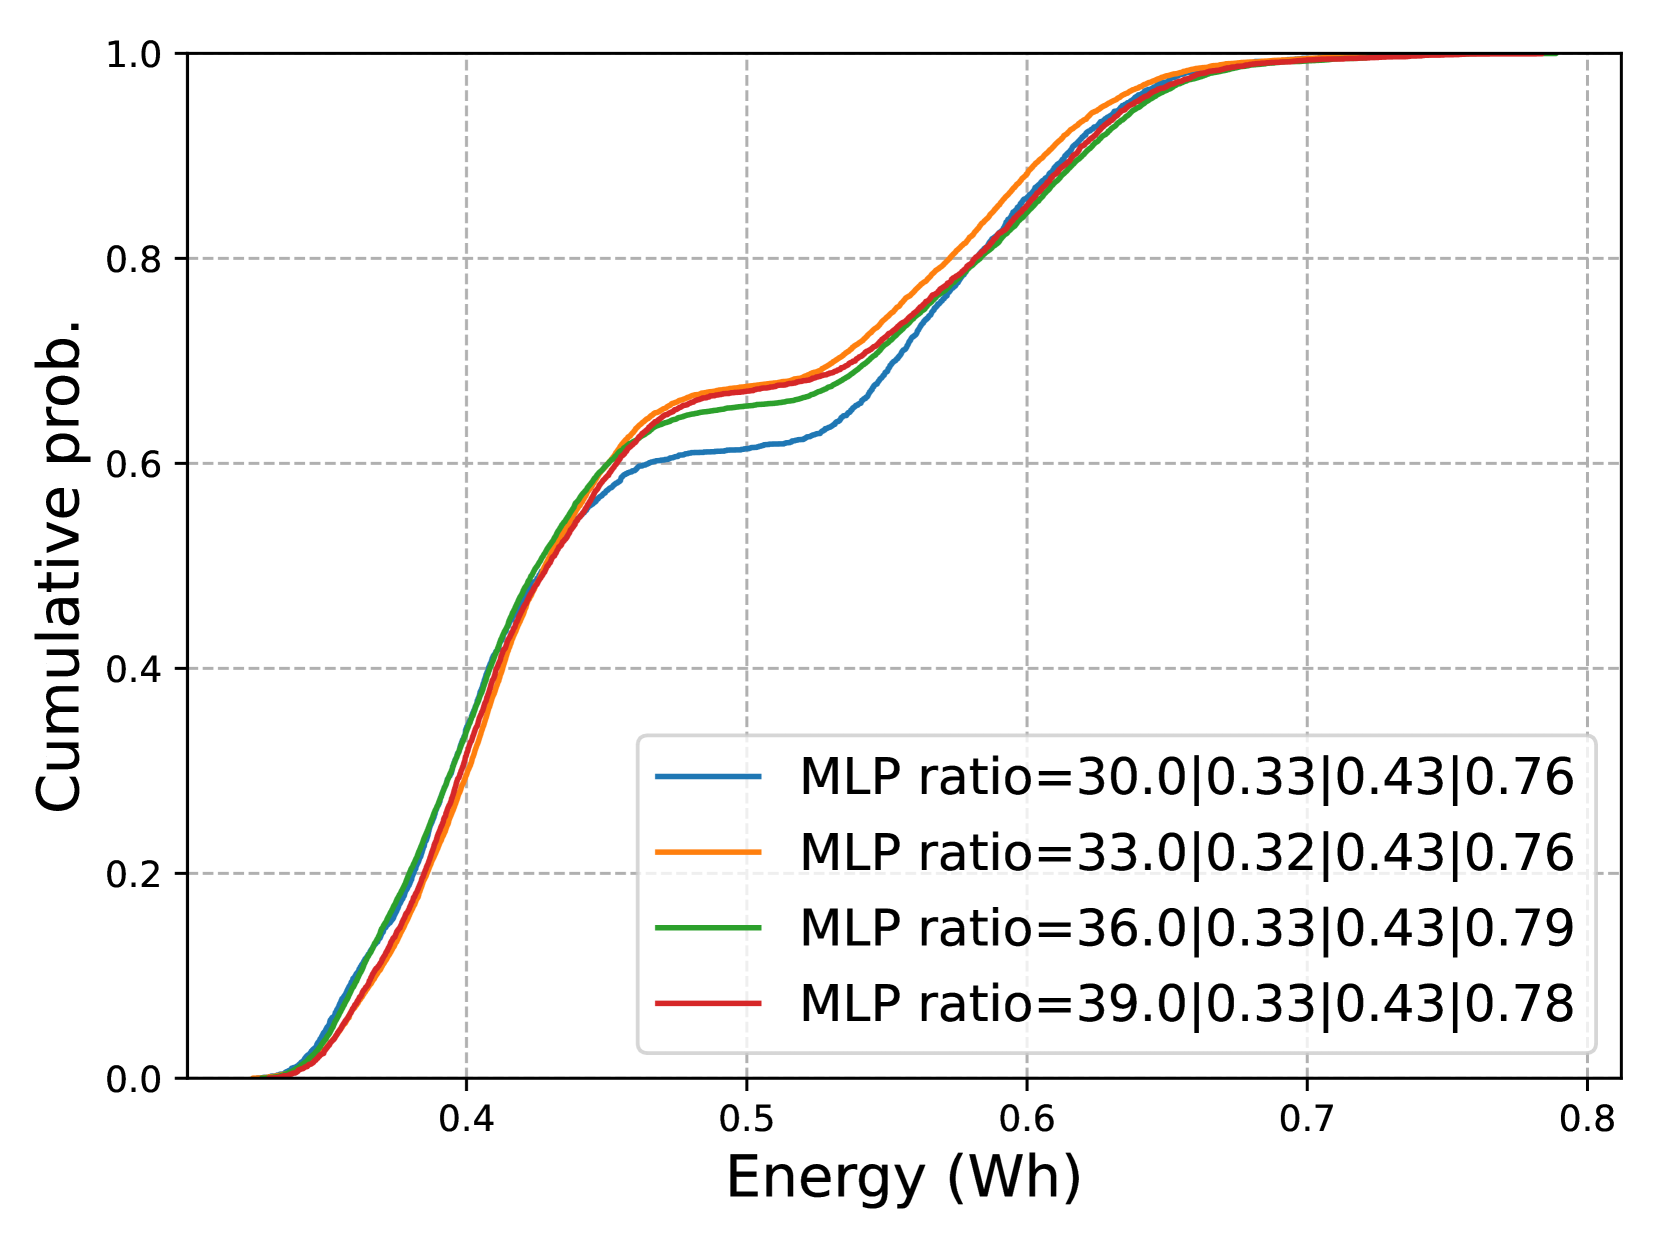 1.0
0.8
0.6
0.4
0.2
0.0
Cumulative prob.
MLP ratio=30.0|0.33|0.43|0.76
MLP ratio=33.0|0.32|0.43|0.76
MLP ratio=36.0|0.33|0.43|0.79
MLP ratio=39.0|0.33|0.43|0.78
0.4 0.5 0.6 0.7 0.8
Energy (Wh)